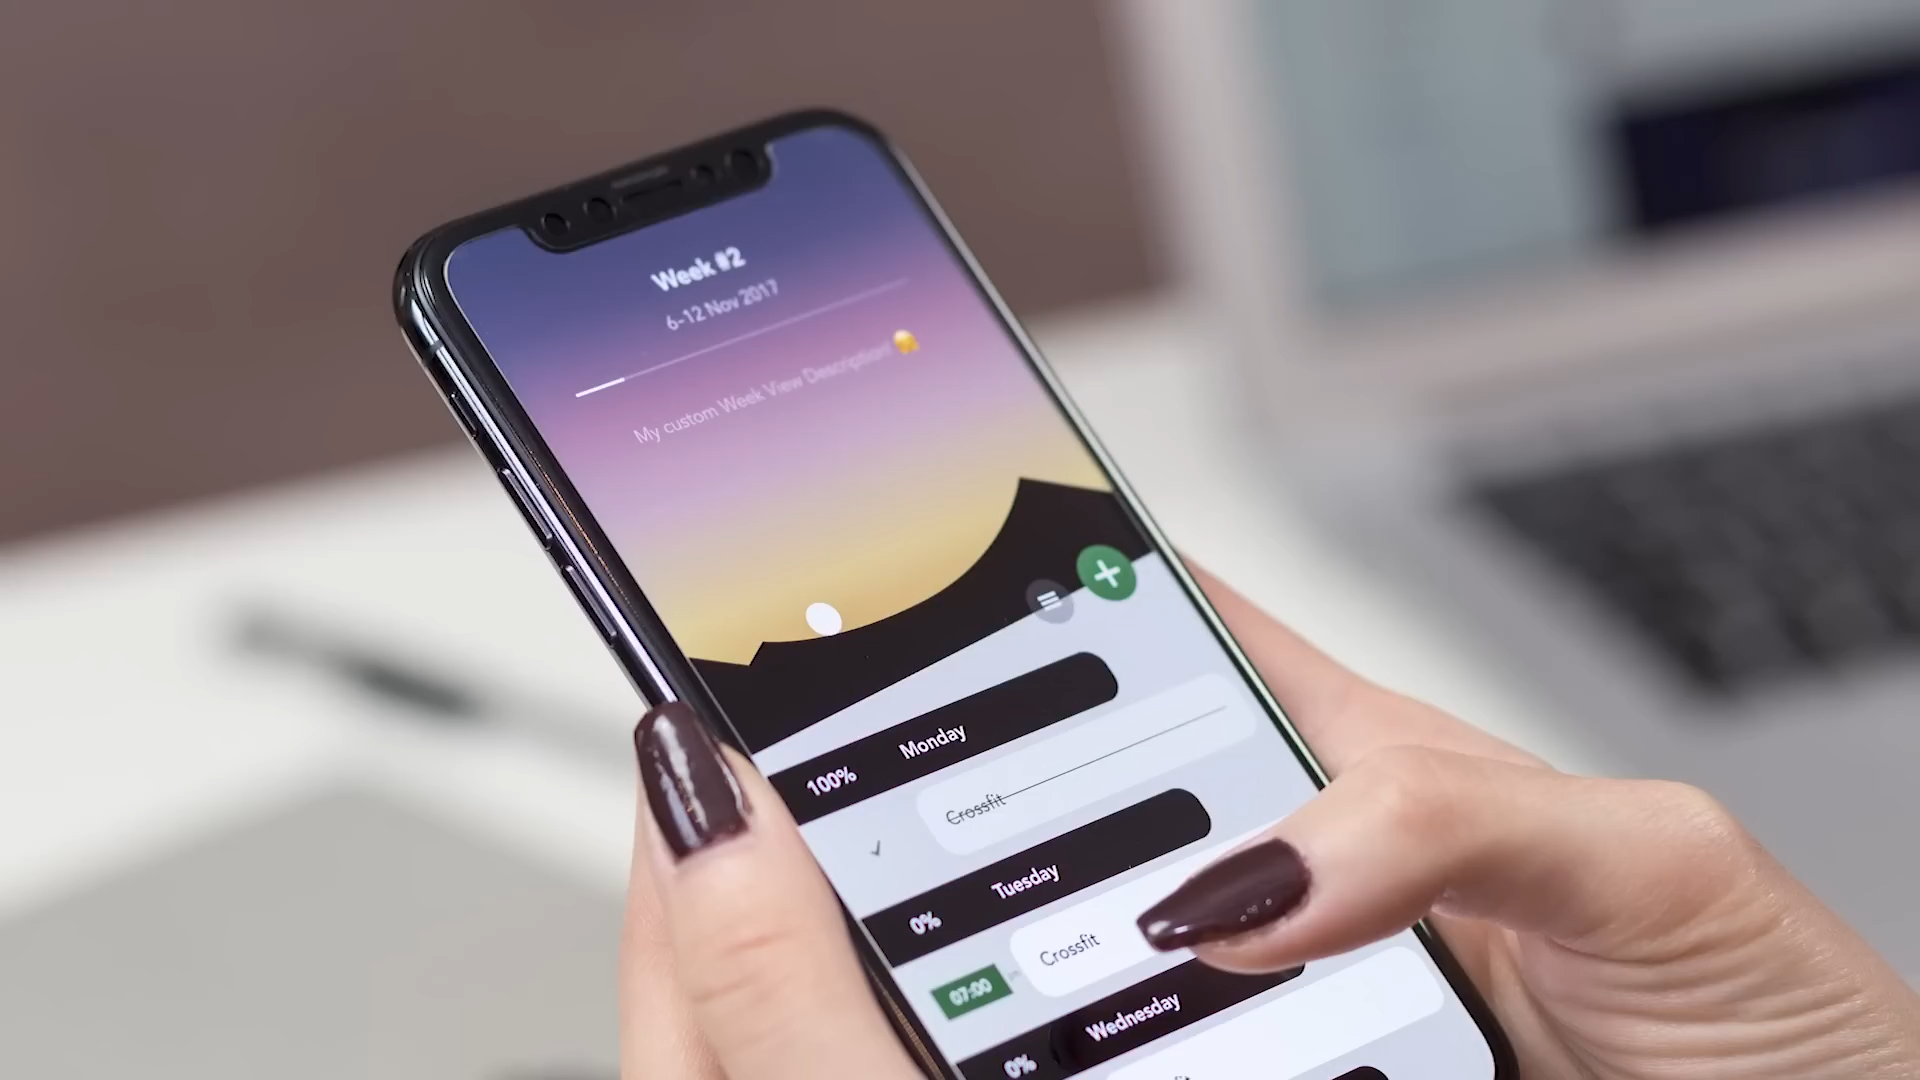 Week #2
6-12 Nov 2017
My custom Week View Description!
100% Monday
Crossfit
0% Tuesday
07:00 Crossfit
0% Wednesday